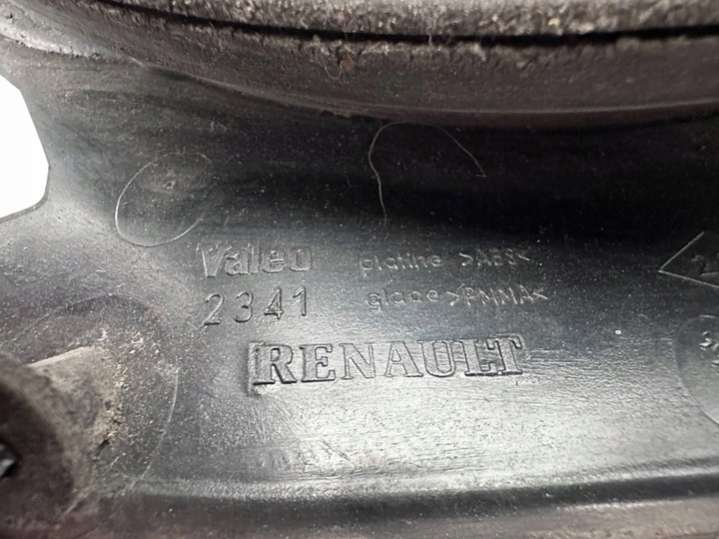 Valeo platine >ABS<
2341 glace >PMMA<
RENAULT